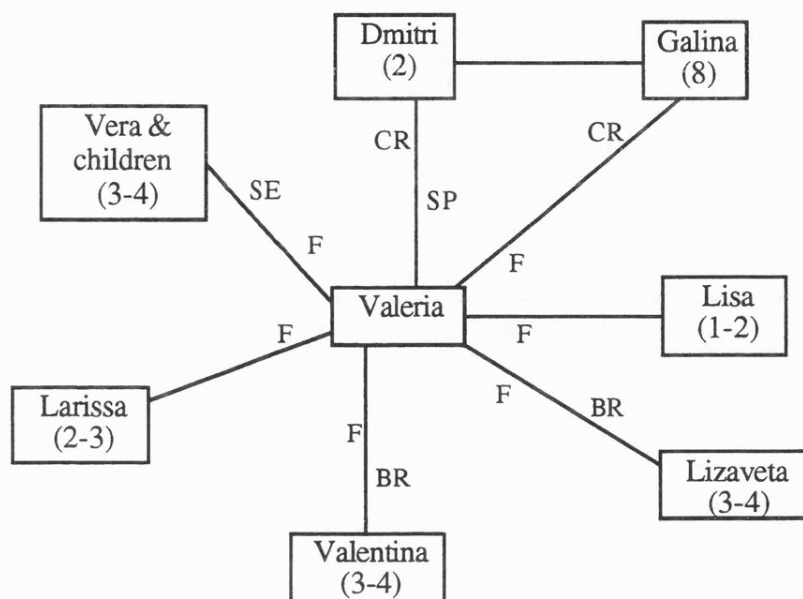 Dmitri
(2)
Galina
(8)
Vera &
children
(3-4)
CR
CR
SE
SP
F
F
Valeria
Lisa
(1-2)
F
F
Larissa
(2-3)
F
BR
F
BR
Lizaveta
(3-4)
Valentina
(3-4)